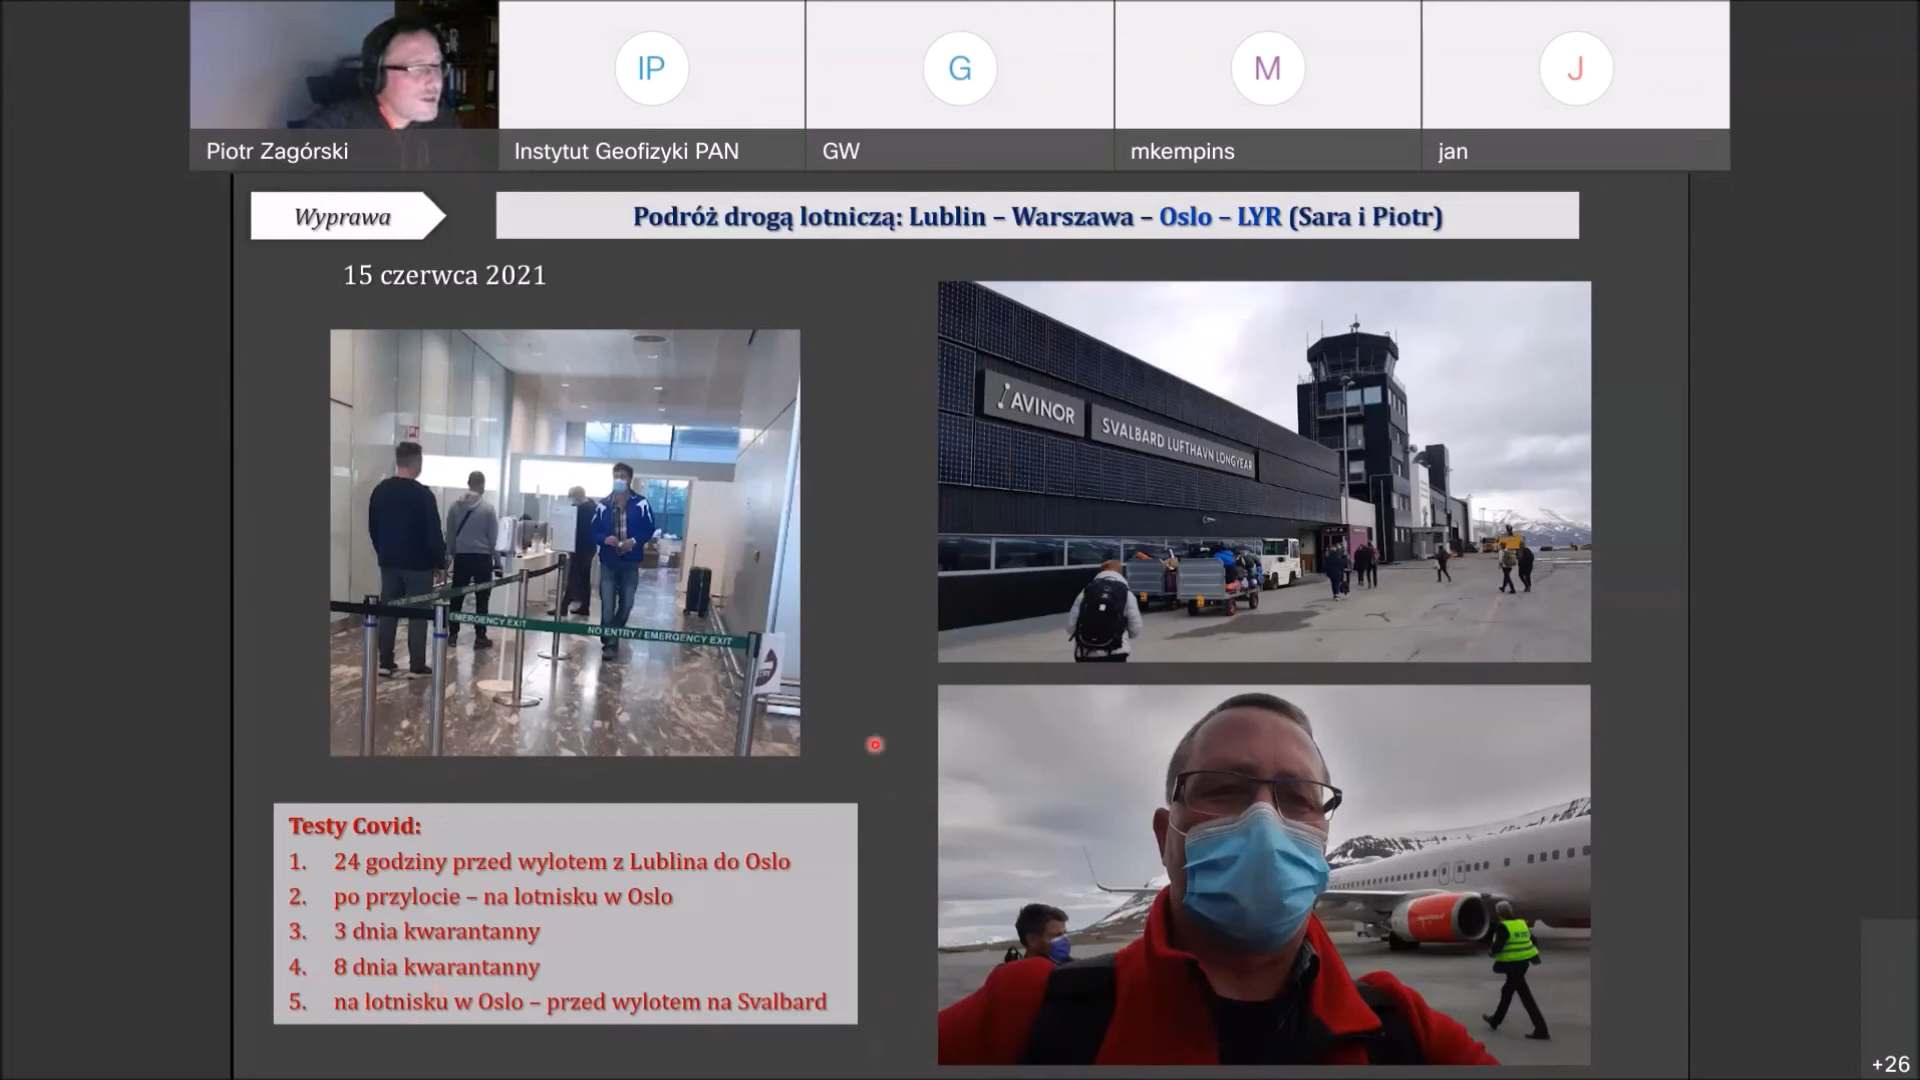 IP
G
M
J
Piotr Zagórski
Instytut Geofizyki PAN
GW
mkempins
jan
Wyprawa
Podróż drogą lotniczą: Lublin – Warszawa – Oslo – LYR (Sara i Piotr)
15 czerwca 2021
AVINOR
SVALBARD LUFTHAVN LONGYEAR
EMERGENCY EXIT
NO ENTRY / EMERGENCY EXIT
Testy Covid:
1. 24 godziny przed wylotem z Lublina do Oslo
2. po przylocie – na lotnisku w Oslo
3. 3 dnia kwarantanny
4. 8 dnia kwarantanny
5. na lotnisku w Oslo – przed wylotem na Svalbard
+26